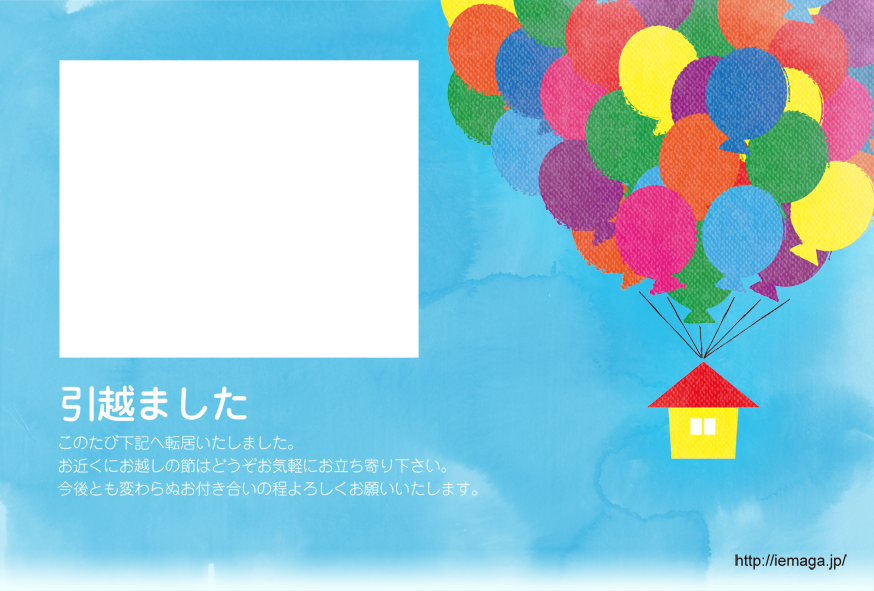 引越ました
このたび下記へ転居いたしました。
お近くにお越しの節はどうぞお気軽にお立ち寄り下さい。
今後とも変わらぬお付き合いの程よろしくお願いいたします。
http://iemaga.jp/